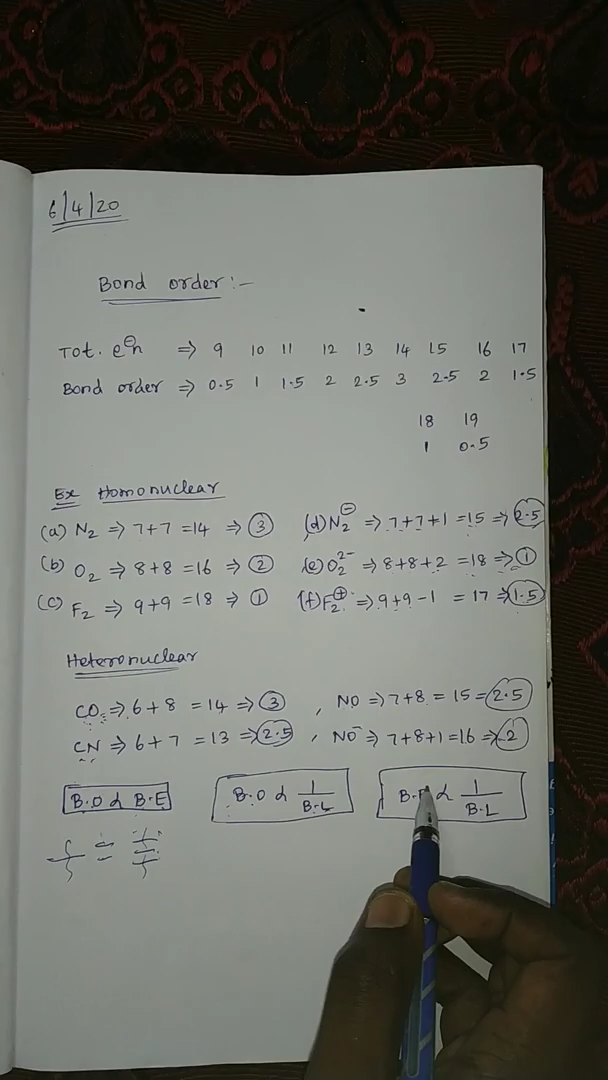 6/4/20
Bond order :-
Tot. e⊖n ⇒ 9 10 11 12 13 14 15 16 17
Bond order ⇒ 0.5 1 1.5 2 2.5 3 2.5 2 1.5
18 19
1 0.5
Ex Homonuclear
(a) N₂ ⇒ 7+7 = 14 ⇒ ③ (d) N₂⊖ ⇒ 7+7+1 = 15 ⇒ 2.5
(b) O₂ ⇒ 8+8 = 16 ⇒ ② (e) O₂²⁻ ⇒ 8+8+2 = 18 ⇒ ①
(c) F₂ ⇒ 9+9 = 18 ⇒ ① (f) F₂⊕ ⇒ 9+9-1 = 17 ⇒ 1.5
Heteronuclear
CO ⇒ 6+8 = 14 ⇒ ③ , NO ⇒ 7+8 = 15 = 2.5
CN ⇒ 6+7 = 13 ⇒ 2.5 , NO⁻ ⇒ 7+8+1 = 16 ⇒ 2
B.O α B.E B.O α 1/B.L B. α 1/B.L